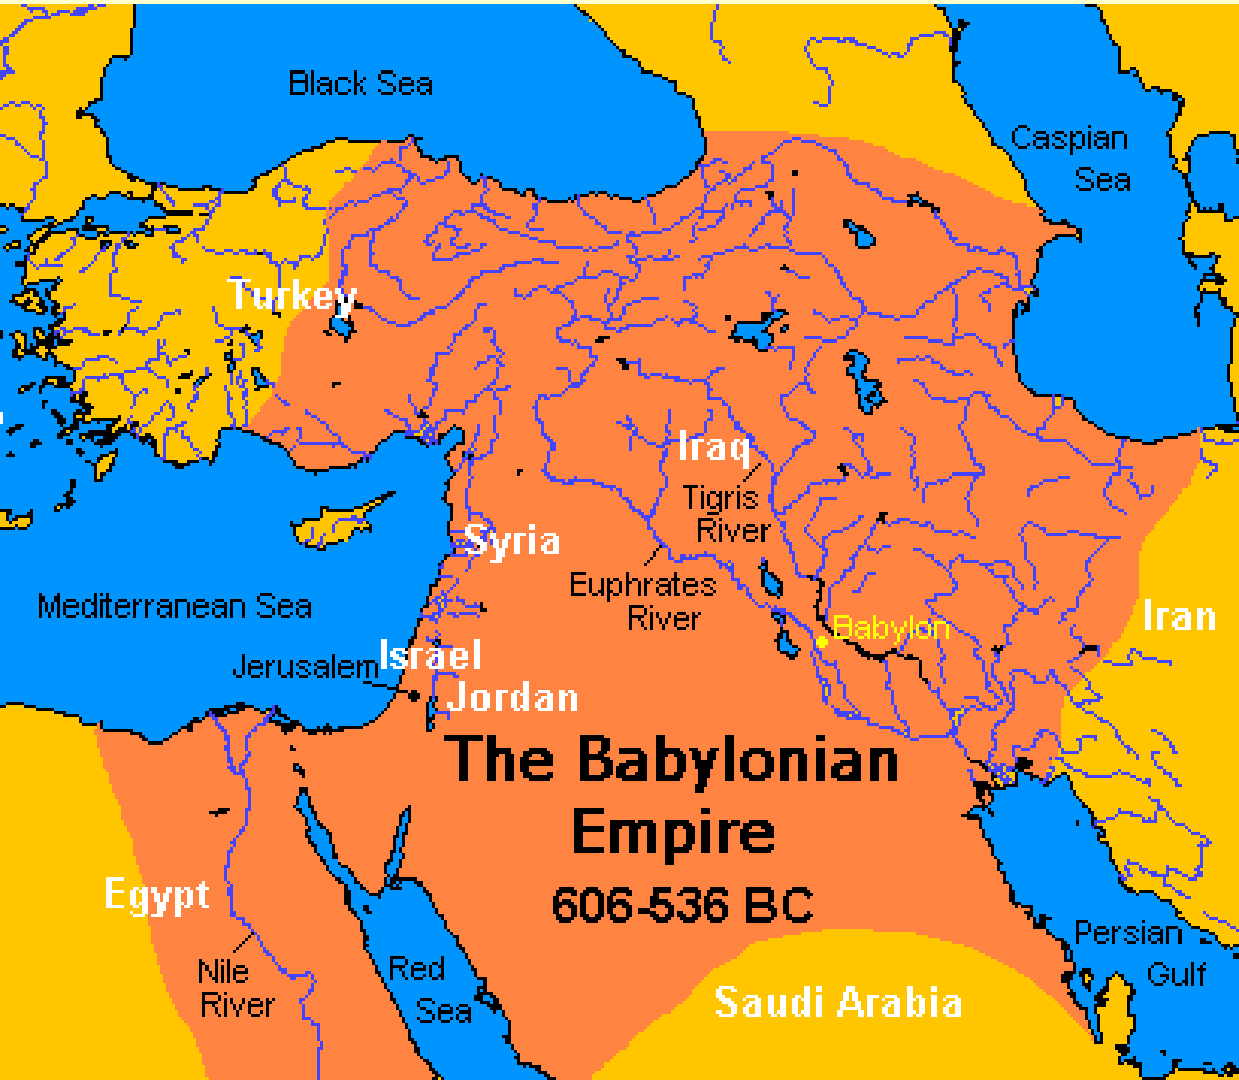 Black Sea
Caspian
Sea
Turkey
Iraq
Tigris
River
Syria
Euphrates
River
Mediterranean Sea
Iran
Babylon
Israel
Jerusalem
Jordan
The Babylonian
Empire
606-536 BC
Egypt
Nile
River
Red
Sea
Persian
Gulf
Saudi Arabia